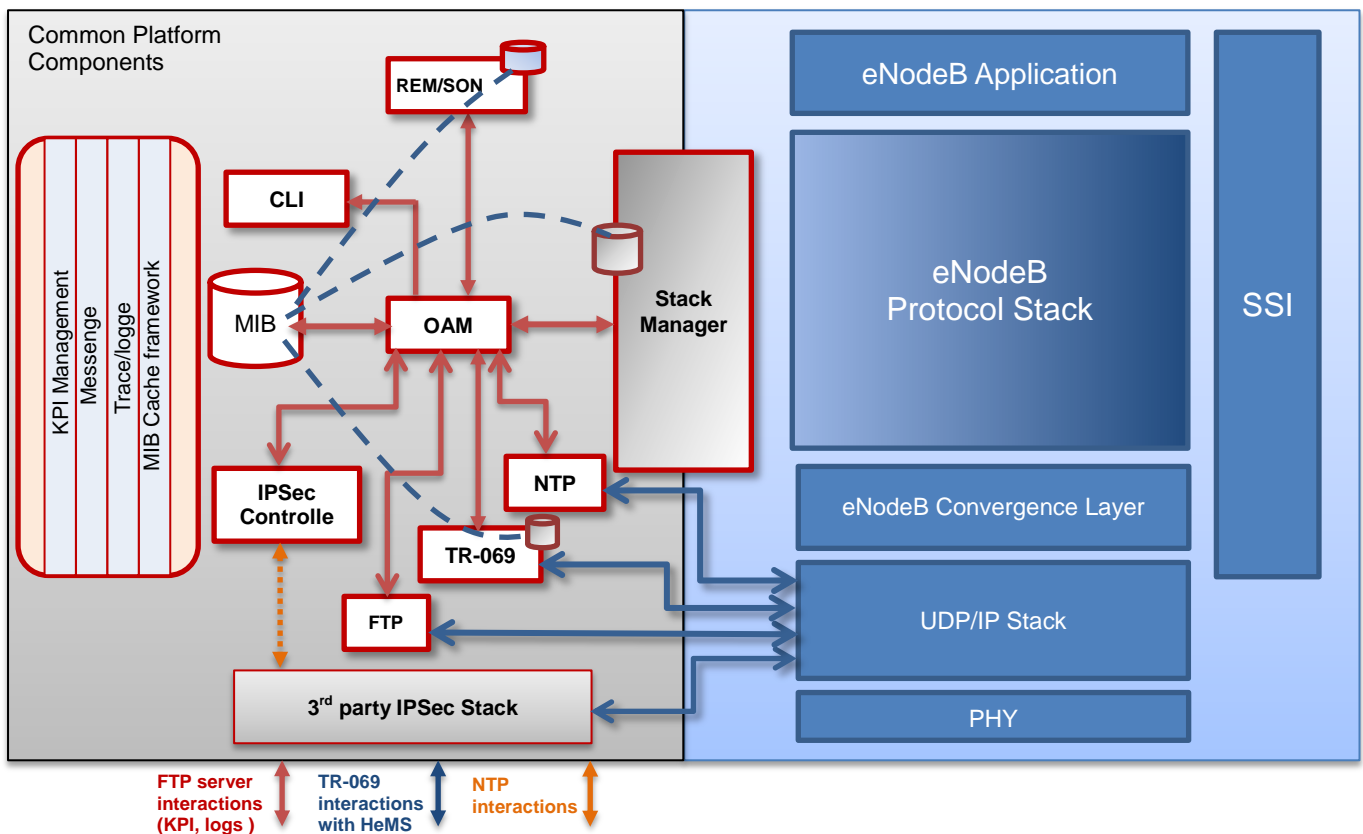 Common Platform
Components
REM/SON
CLI
MIB
OAM
Stack
Manager
KPI Management
Messenge
Trace/logge
MIB Cache framework
IPSec
Controlle
NTP
TR-069
FTP
3rd party IPSec Stack
eNodeB Application
eNodeB
Protocol Stack
SSI
eNodeB Convergence Layer
UDP/IP Stack
PHY
FTP server
interactions
(KPI, logs )
TR-069
interactions
with HeMS
NTP
interactions